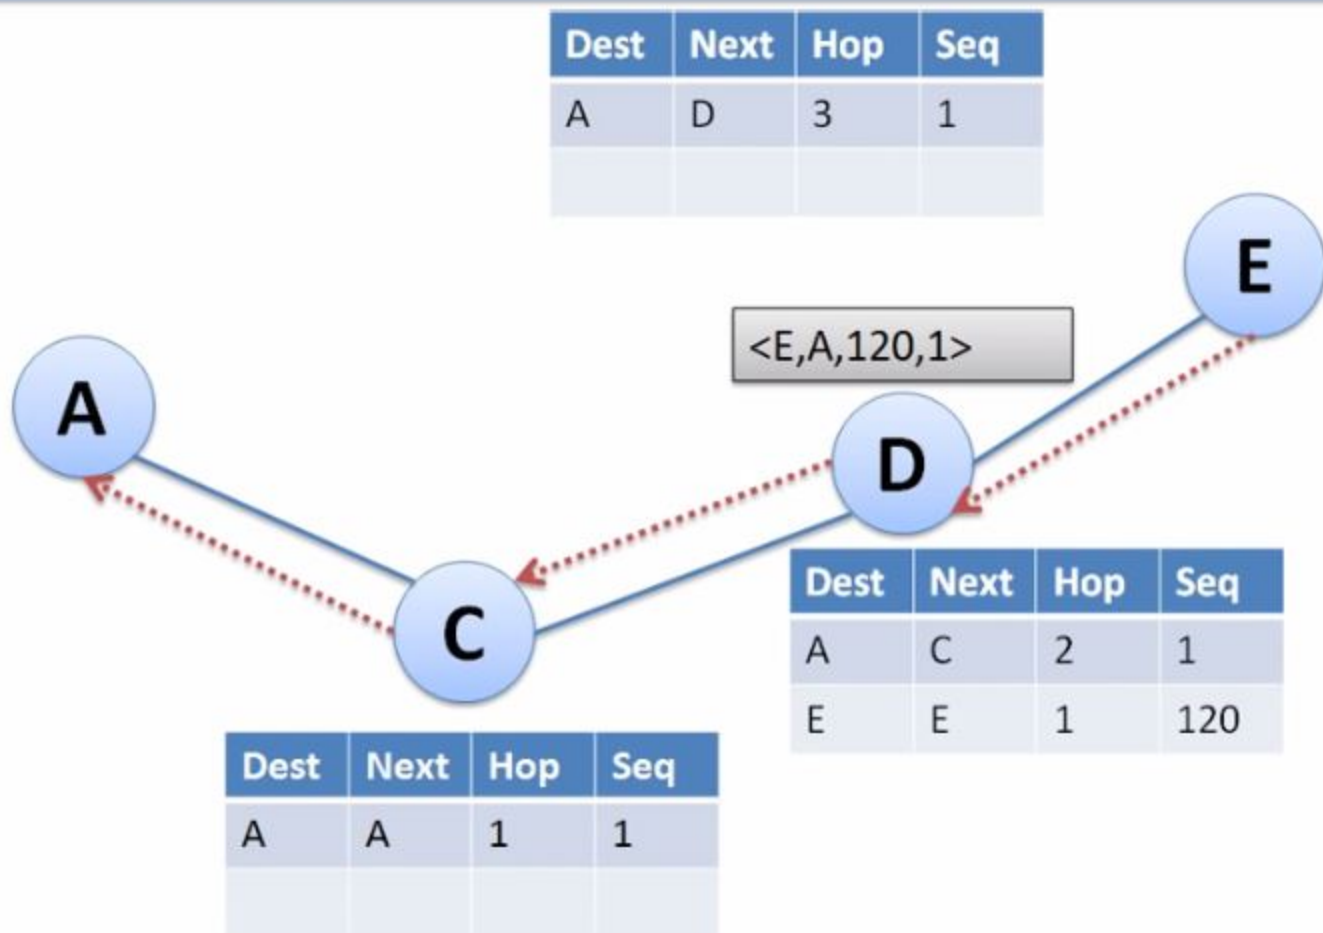 Dest Next Hop Seq
A D 3 1
E
<E,A,120,1>
A
D
C
Dest Next Hop Seq
A C 2 1
E E 1 120
Dest Next Hop Seq
A A 1 1